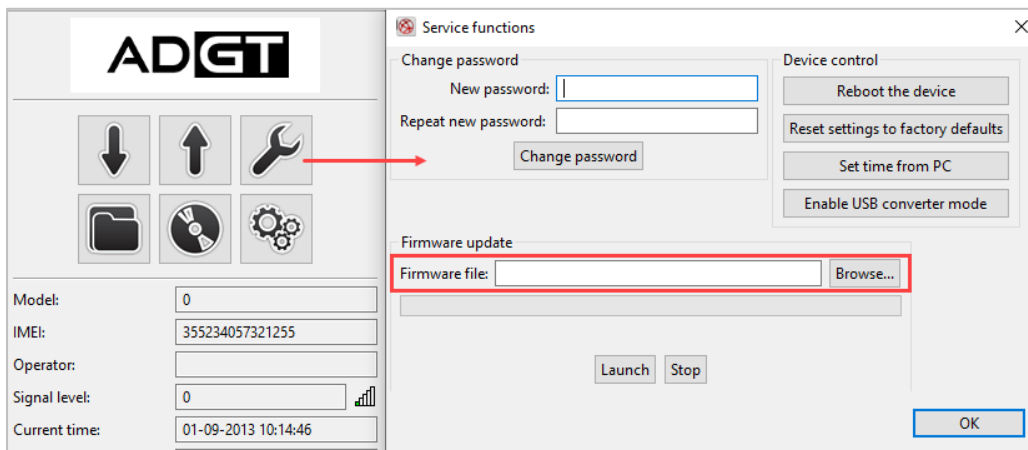 ADGT
Model: 0
IMEI: 355234057321255
Operator:
Signal level: 0
Current time: 01-09-2013 10:14:46
Service functions
Change password
New password:
Repeat new password:
Change password
Device control
Reboot the device
Reset settings to factory defaults
Set time from PC
Enable USB converter mode
Firmware update
Firmware file: Browse...
Launch Stop
OK